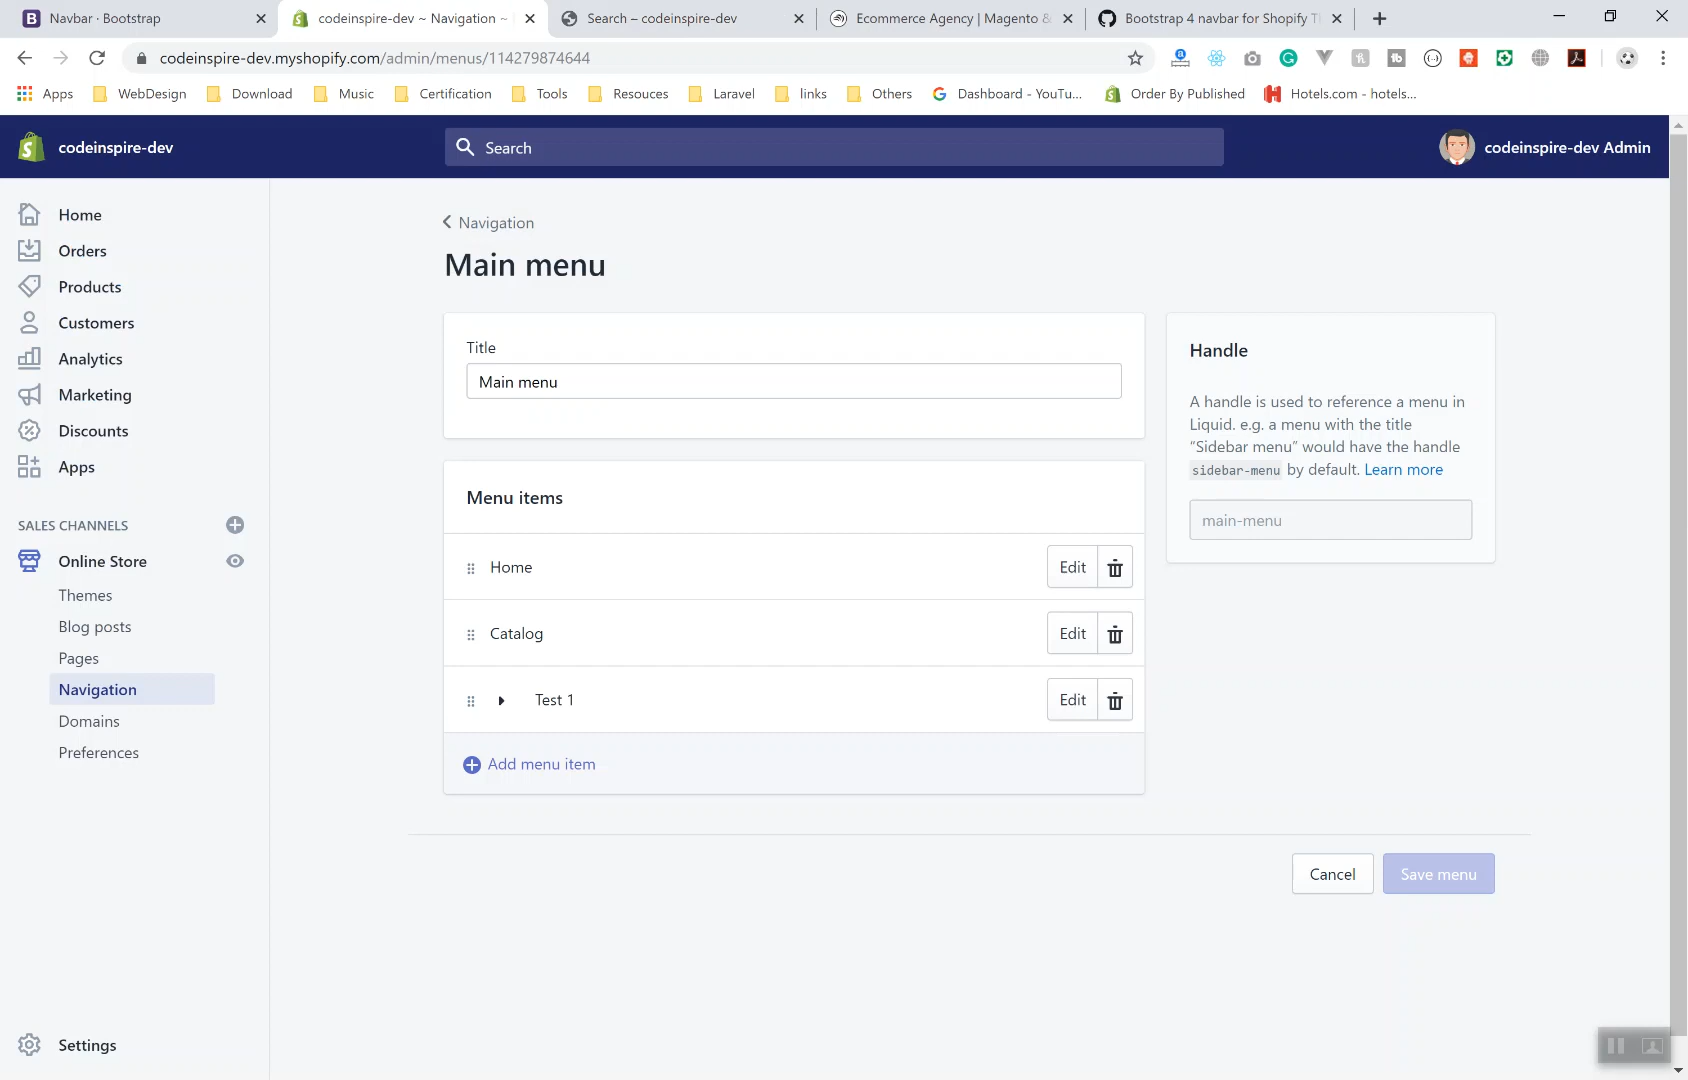 Navbar · Bootstrap
codeinspire-dev ~ Navigation ~
Search – codeinspire-dev
Ecommerce Agency | Magento &
Bootstrap 4 navbar for Shopify Th
codeinspire-dev.myshopify.com/admin/menus/114279874644
Apps
WebDesign
Download
Music
Certification
Tools
Resouces
Laravel
links
Others
Dashboard - YouTu...
Order By Published
Hotels.com - hotels...
codeinspire-dev
Search
codeinspire-dev Admin
Home
Orders
Products
Customers
Analytics
Marketing
Discounts
Apps
SALES CHANNELS
Online Store
Themes
Blog posts
Pages
Navigation
Domains
Preferences
Settings
Navigation
Main menu
Title
Main menu
Menu items
Home
Edit
Catalog
Edit
Test 1
Edit
Add menu item
Handle
A handle is used to reference a menu in
Liquid. e.g. a menu with the title
“Sidebar menu” would have the handle
sidebar-menu by default. Learn more
main-menu
Cancel
Save menu